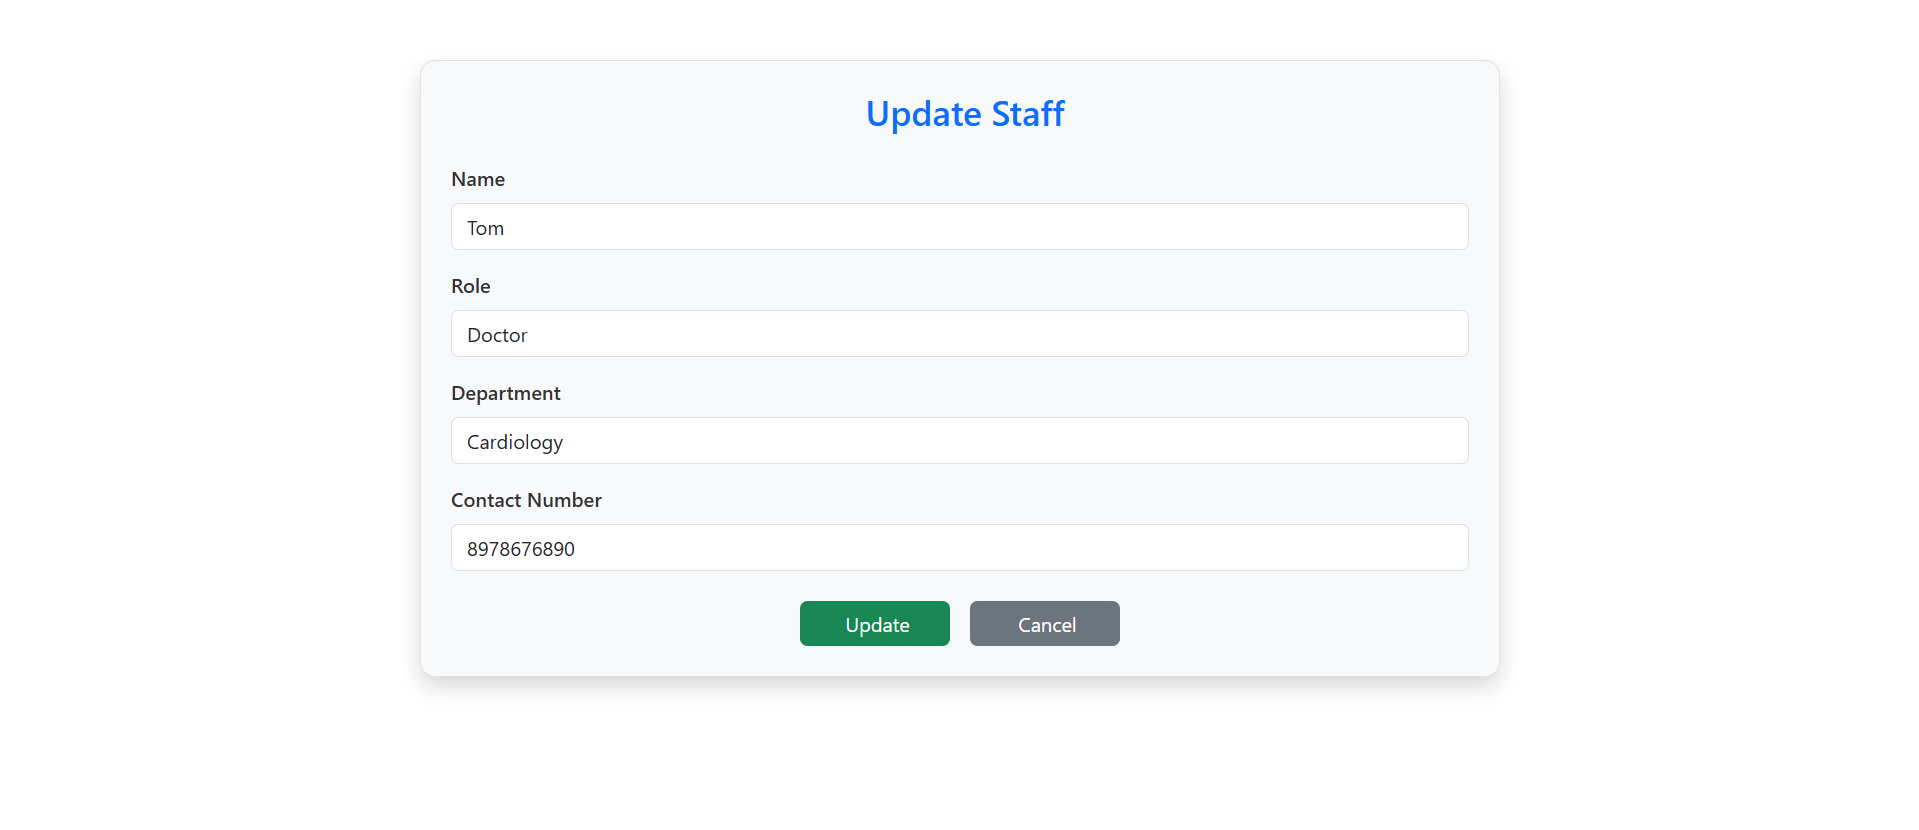 Update Staff
Name
Tom
Role
Doctor
Department
Cardiology
Contact Number
8978676890
Update Cancel